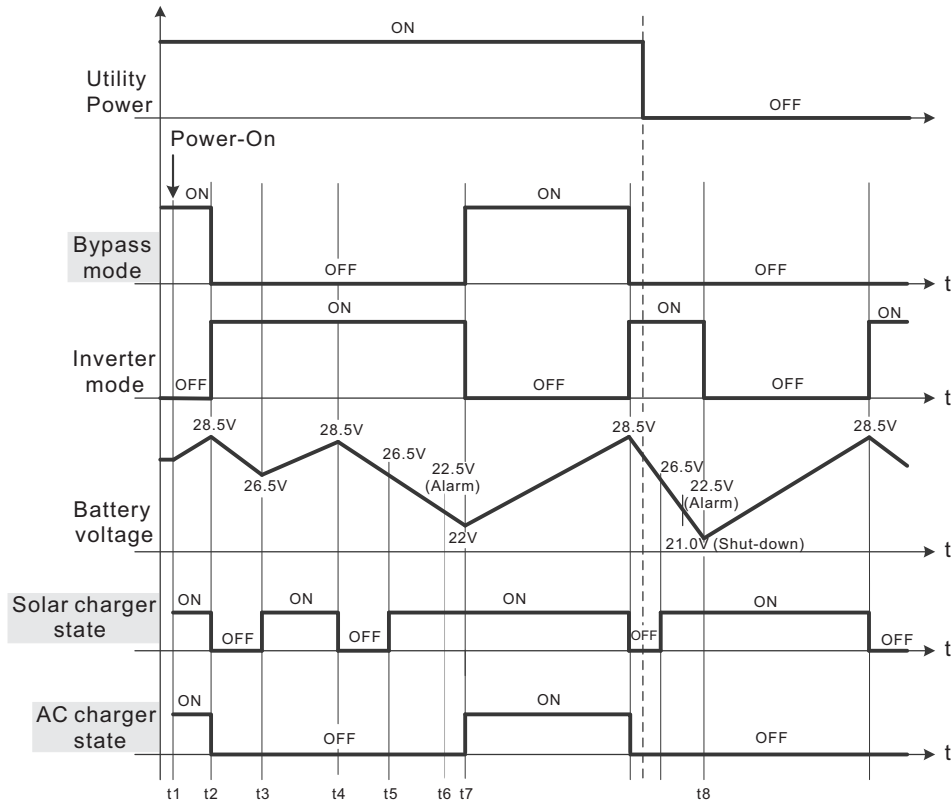 ON
Utility
Power
OFF
Power-On
ON
ON
Bypass
mode
OFF
OFF
t
ON
ON
ON
Inverter
mode
OFF
OFF
OFF
t
28.5V
28.5V
28.5V
28.5V
26.5V
26.5V
22.5V
(Alarm)
26.5V
22.5V
(Alarm)
Battery
voltage
22V
21.0V (Shut-down)
t
ON
ON
ON
ON
Solar charger
state
OFF
OFF
OFF
OFF
t
ON
ON
AC charger
state
OFF
OFF
t
t1
t2
t3
t4
t5
t6
t7
t8